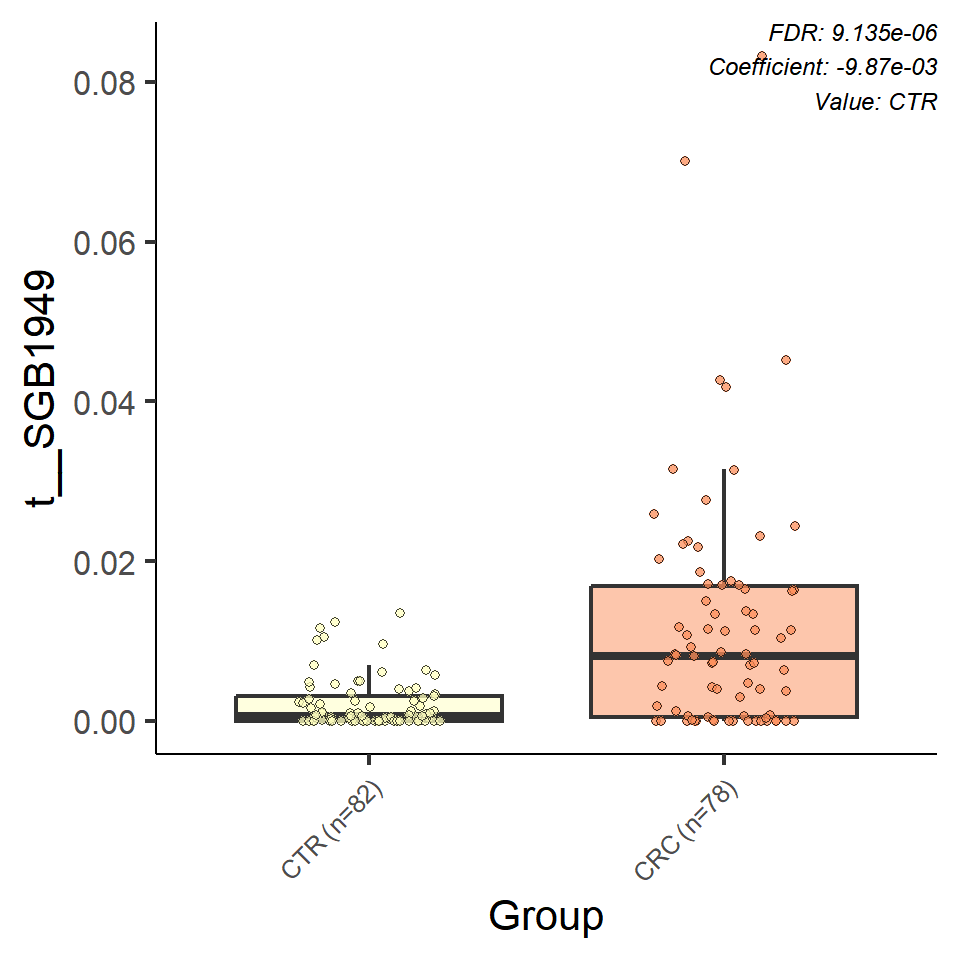 FDR: 9.135e-06
Coefficient: -9.87e-03
Value: CTR
t__SGB1949
0.08
0.06
0.04
0.02
0.00
CTR (n=82)
CRC (n=78)
Group